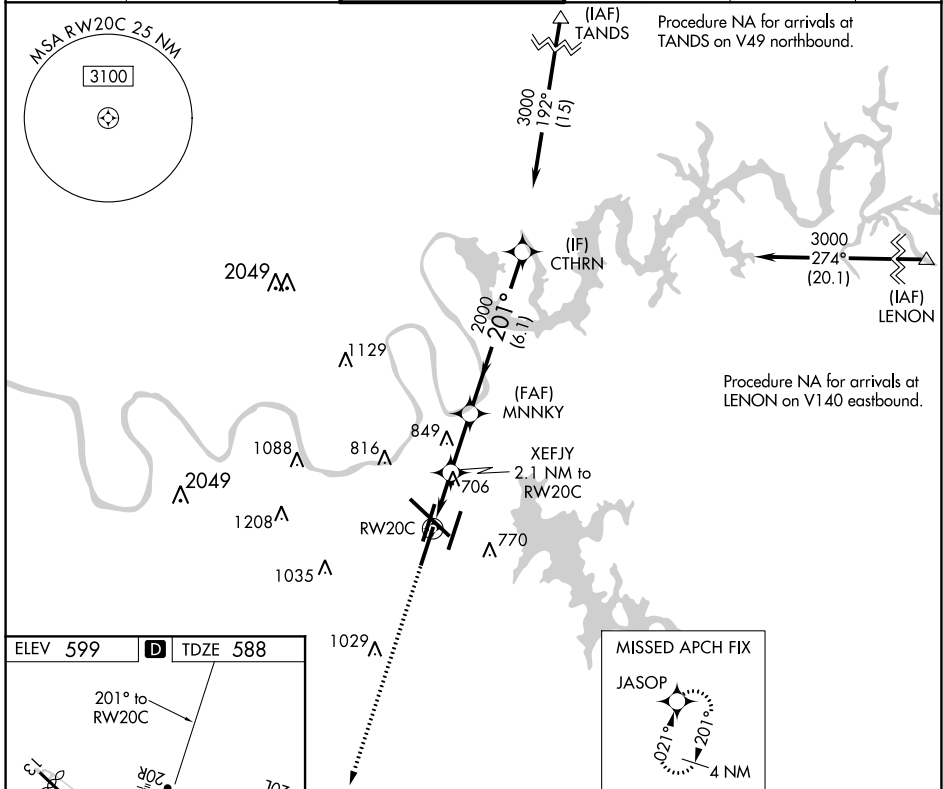 MSA RW20C 25 NM
3100
(IAF)
TANDS
Procedure NA for arrivals at
TANDS on V49 northbound.
3000
192°
(15)
(IF)
CTHRN
3000
274°
(20.1)
(IAF)
LENON
2049
2000
201°
(6.1)
1129
Procedure NA for arrivals at
LENON on V140 eastbound.
(FAF)
MNNKY
849
1088
816
XEFJY
2.1 NM to
RW20C
706
2049
1208
RW20C
770
1035
1029
ELEV 599
D
TDZE 588
201° to
RW20C
13
20R
20L
MISSED APCH FIX
JASOP
021°
201°
4 NM